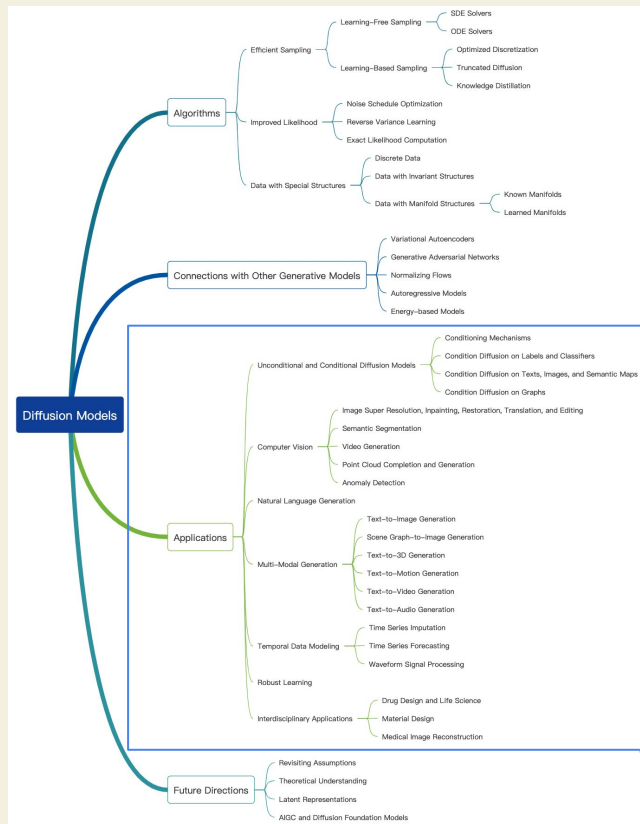 Diffusion Models
Algorithms
Efficient Sampling
Learning-Free Sampling
SDE Solvers
ODE Solvers
Learning-Based Sampling
Optimized Discretization
Truncated Diffusion
Knowledge Distillation
Improved Likelihood
Noise Schedule Optimization
Reverse Variance Learning
Exact Likelihood Computation
Data with Special Structures
Discrete Data
Data with Invariant Structures
Data with Manifold Structures
Known Manifolds
Learned Manifolds
Connections with Other Generative Models
Variational Autoencoders
Generative Adversarial Networks
Normalizing Flows
Autoregressive Models
Energy-based Models
Applications
Unconditional and Conditional Diffusion Models
Conditioning Mechanisms
Condition Diffusion on Labels and Classifiers
Condition Diffusion on Texts, Images, and Semantic Maps
Condition Diffusion on Graphs
Computer Vision
Image Super Resolution, Inpainting, Restoration, Translation, and Editing
Semantic Segmentation
Video Generation
Point Cloud Completion and Generation
Anomaly Detection
Natural Language Generation
Multi-Modal Generation
Text-to-Image Generation
Scene Graph-to-Image Generation
Text-to-3D Generation
Text-to-Motion Generation
Text-to-Video Generation
Text-to-Audio Generation
Temporal Data Modeling
Time Series Imputation
Time Series Forecasting
Waveform Signal Processing
Robust Learning
Interdisciplinary Applications
Drug Design and Life Science
Material Design
Medical Image Reconstruction
Future Directions
Revisiting Assumptions
Theoretical Understanding
Latent Representations
AIGC and Diffusion Foundation Models